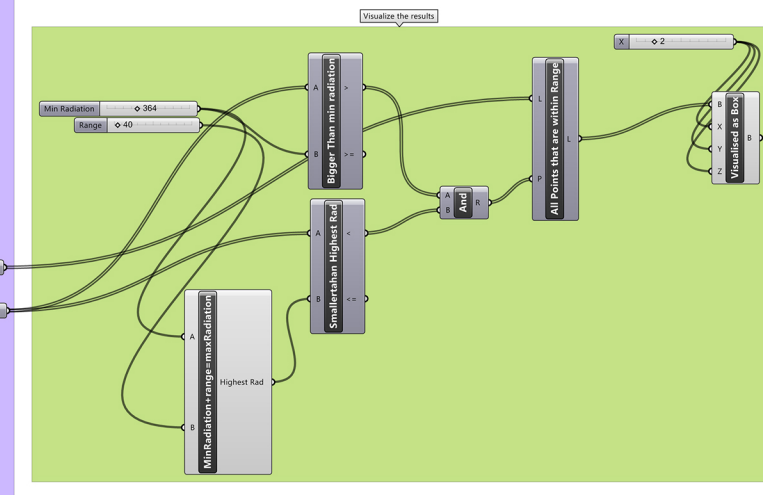 Visualize the results
X 2
Min Radiation 364
Range 40
A >
B >=
Bigger Than min radiation
L
P
L
All Points that are within Range
B
X
Y
Z
B
Visualised as Box
A
B
And
R
A <
B <=
Smallertahan Highest Rad
A
B
MinRadiation+range=maxRadiation
Highest Rad